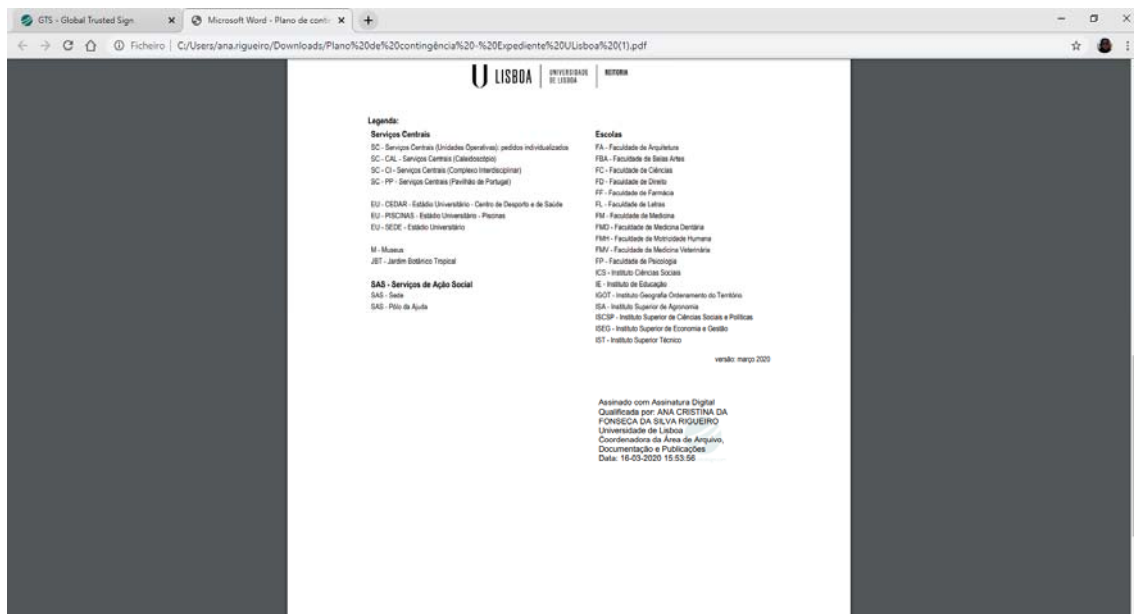 GTS - Global Trusted Sign
Microsoft Word - Plano de conti
Ficheiro | C:/Users/ana.rigueiro/Downloads/Plano%20de%20contingência%20-%20Expediente%20ULisboa%20(1).pdf
U LISBOA | UNIVERSIDADE DE LISBOA | REITORIA
Legenda:
Serviços Centrais
SC - Serviços Centrais (Unidades Operativas): pedidos individualizados
SC - CAL - Serviços Centrais (Caleidoscópio)
SC - CI - Serviços Centrais (Complexo Interdisciplinar)
SC - PP - Serviços Centrais (Pavilhão de Portugal)
EU - CEDAR - Estádio Universitário - Centro de Desporto e de Saúde
EU - PISCINAS - Estádio Universitário - Piscinas
EU - SEDE - Estádio Universitário
M - Museus
JBT - Jardim Botânico Tropical
SAS - Serviços de Ação Social
SAS - Sede
SAS - Pólo da Ajuda
Escolas
FA - Faculdade de Arquitetura
FBA - Faculdade de Belas Artes
FC - Faculdade de Ciências
FD - Faculdade de Direito
FF - Faculdade de Farmácia
FL - Faculdade de Letras
FM - Faculdade de Medicina
FMD - Faculdade de Medicina Dentária
FMH - Faculdade de Motricidade Humana
FMV - Faculdade de Medicina Veterinária
FP - Faculdade de Psicologia
ICS - Instituto Ciências Sociais
IE - Instituto de Educação
IGOT - Instituto Geografia Ordenamento do Território
ISA - Instituto Superior de Agronomia
ISCSP - Instituto Superior de Ciências Sociais e Políticas
ISEG - Instituto Superior de Economia e Gestão
IST - Instituto Superior Técnico
versão: março 2020
Assinado com Assinatura Digital
Qualificada por: ANA CRISTINA DA
FONSECA DA SILVA RIGUEIRO
Universidade de Lisboa
Coordenadora da Área de Arquivo,
Documentação e Publicações
Data: 16-03-2020 15:53:56